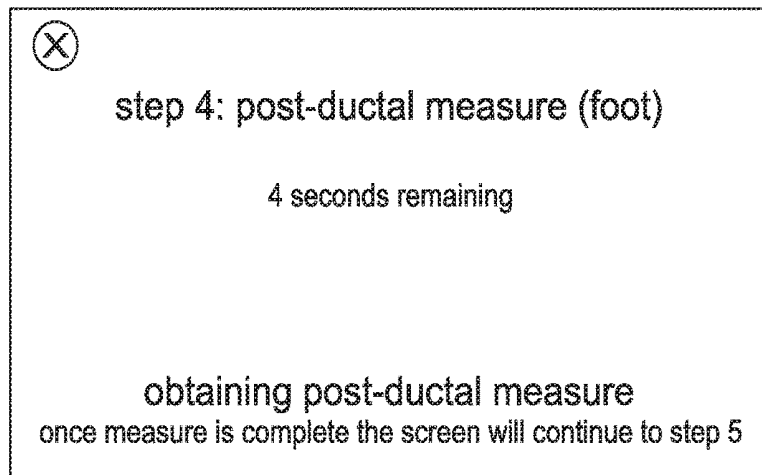 X
step 4: post-ductal measure (foot)
4 seconds remaining
obtaining post-ductal measure
once measure is complete the screen will continue to step 5